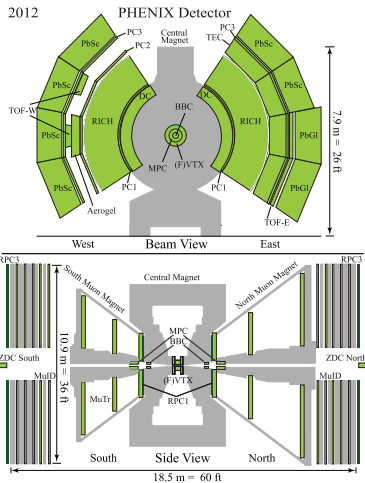 2012
PHENIX Detector
Central
Magnet
PC3
PC2
PC3
TEC
PbSc
PbSc
PbSc
PbSc
TOF-W
RICH
DC
BBC
DC
RICH
PbSc
PbGl
PbSc
PbGl
MPC
(F)VTX
PC1
PC1
Aerogel
TOF-E
7.9 m = 26 ft
West
Beam View
East
RPC3
South Muon Magnet
Central Magnet
North Muon Magnet
RPC3
10.9 m = 36 ft
MPC
BBC
ZDC South
ZDC North
MuID
(F)VTX
MuID
MuTr
RPC1
South
Side View
North
18.5 m = 60 ft